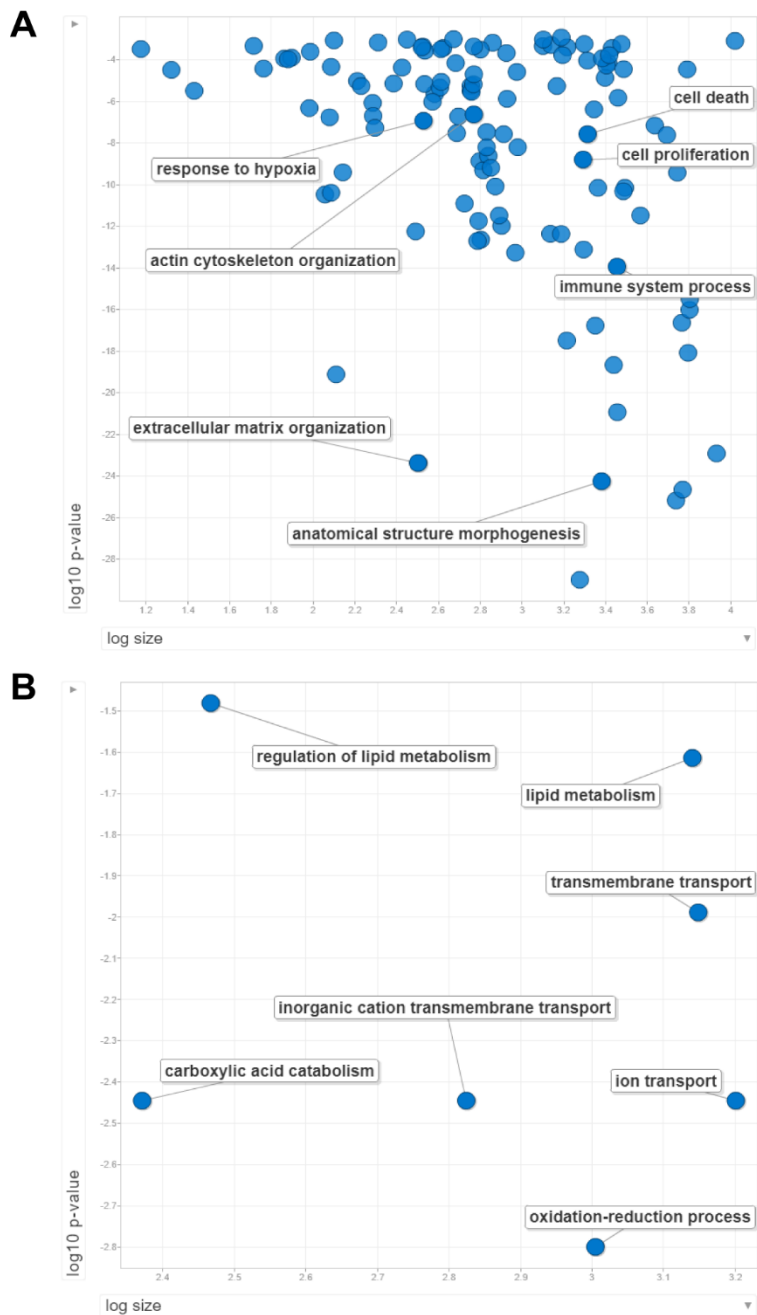 A
-4
-6
-8
-10
-12
-14
-16
-18
-20
-22
-24
-26
-28
cell death
response to hypoxia
cell proliferation
actin cytoskeleton organization
immune system process
extracellular matrix organization
anatomical structure morphogenesis
log10 p-value
1.2 1.4 1.6 1.8 2 2.2 2.4 2.6 2.8 3 3.2 3.4 3.6 3.8 4
log size
B
-1.5
-1.6
-1.7
-1.8
-1.9
-2
-2.1
-2.2
-2.3
-2.4
-2.5
-2.6
-2.7
-2.8
regulation of lipid metabolism
lipid metabolism
transmembrane transport
inorganic cation transmembrane transport
carboxylic acid catabolism
ion transport
oxidation-reduction process
log10 p-value
2.4 2.5 2.6 2.7 2.8 2.9 3 3.1 3.2
log size